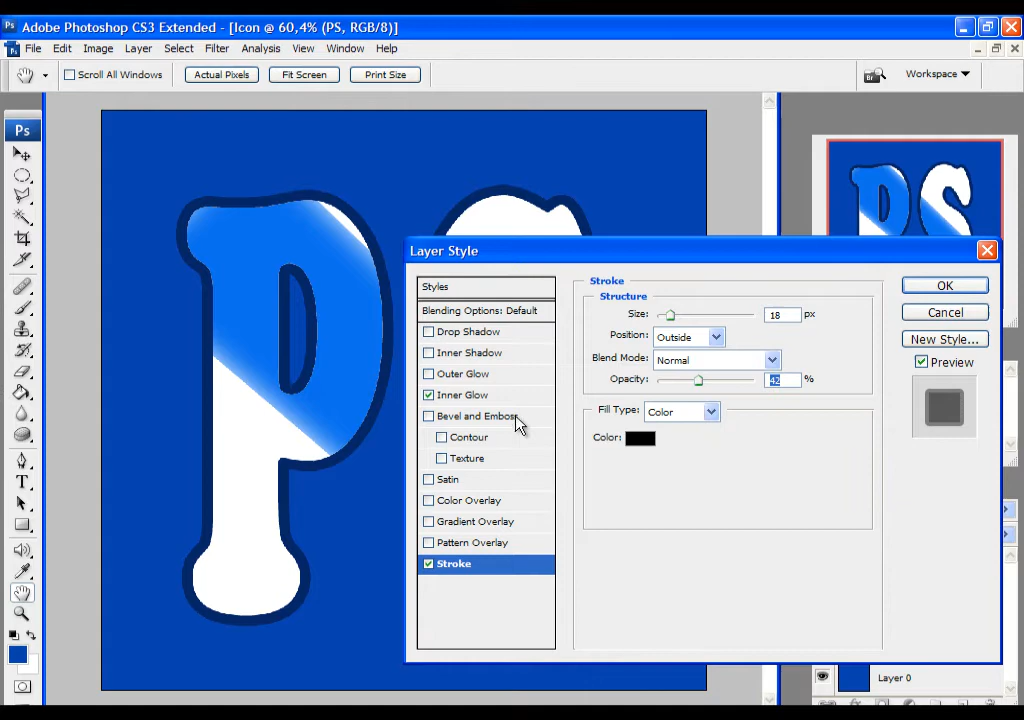 Adobe Photoshop CS3 Extended - [Icon @ 60,4% (PS, RGB/8)]
File Edit Image Layer Select Filter Analysis View Window Help
Scroll All Windows Actual Pixels Fit Screen Print Size Workspace
Ps
PS
PS
Layer Style
Styles
Blending Options: Default
Drop Shadow
Inner Shadow
Outer Glow
Inner Glow
Bevel and Emboss
Contour
Texture
Satin
Color Overlay
Gradient Overlay
Pattern Overlay
Stroke
Stroke
Structure
Size: 18 px
Position: Outside
Blend Mode: Normal
Opacity: 42 %
Fill Type: Color
Color:
OK
Cancel
New Style...
Preview
Layer 0